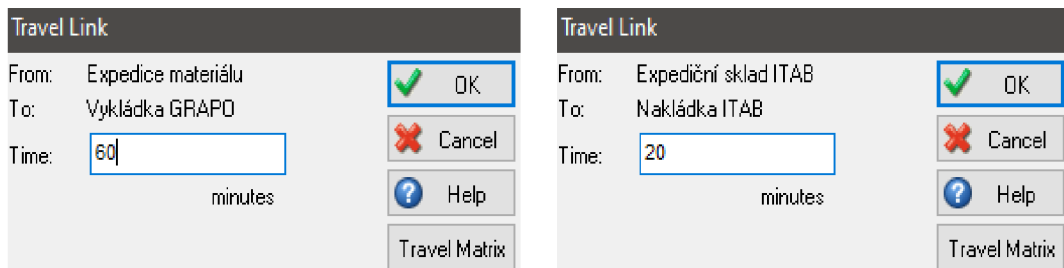 Travel Link
From: Expedice materiálu
To: Vykládka GRAPO
Time: 60
minutes
OK
Cancel
Help
Travel Matrix
Travel Link
From: Expediční sklad ITAB
To: Nakládka ITAB
Time: 20
minutes
OK
Cancel
Help
Travel Matrix